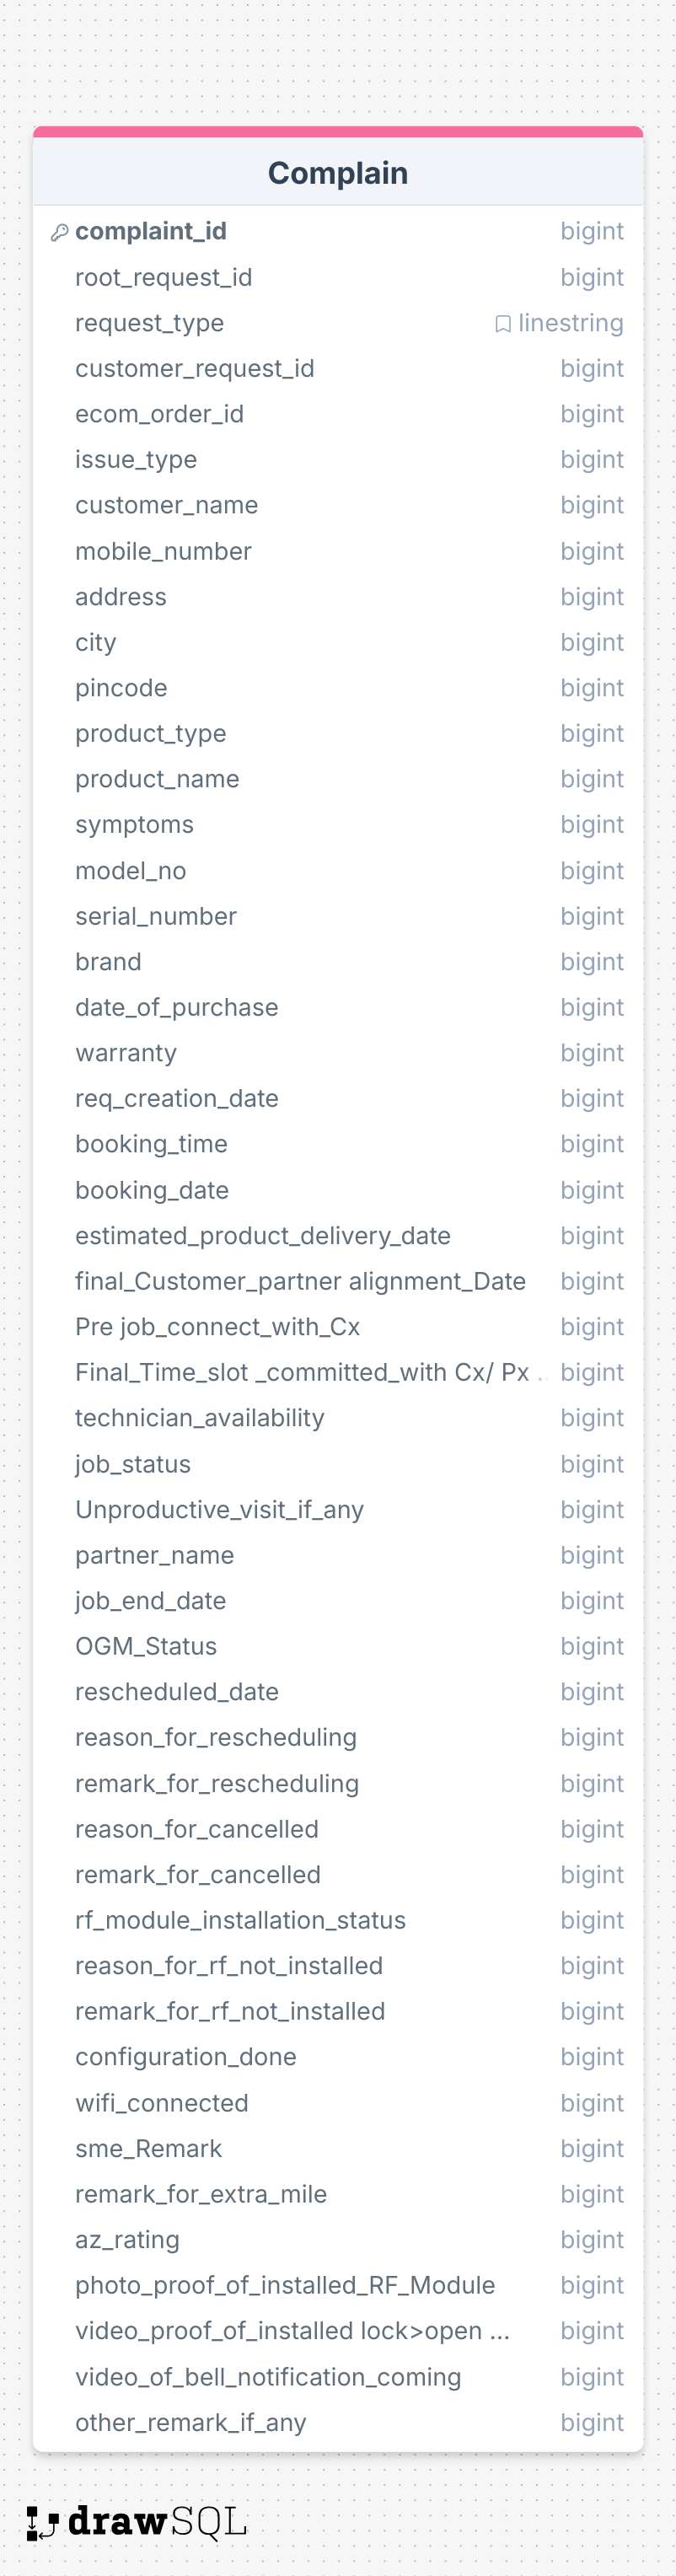 Complain
complaint_id bigint
root_request_id bigint
request_type linestring
customer_request_id bigint
ecom_order_id bigint
issue_type bigint
customer_name bigint
mobile_number bigint
address bigint
city bigint
pincode bigint
product_type bigint
product_name bigint
symptoms bigint
model_no bigint
serial_number bigint
brand bigint
date_of_purchase bigint
warranty bigint
req_creation_date bigint
booking_time bigint
booking_date bigint
estimated_product_delivery_date bigint
final_Customer_partner alignment_Date bigint
Pre job_connect_with_Cx bigint
Final_Time_slot _committed_with Cx/ Px .. bigint
technician_availability bigint
job_status bigint
Unproductive_visit_if_any bigint
partner_name bigint
job_end_date bigint
OGM_Status bigint
rescheduled_date bigint
reason_for_rescheduling bigint
remark_for_rescheduling bigint
reason_for_cancelled bigint
remark_for_cancelled bigint
rf_module_installation_status bigint
reason_for_rf_not_installed bigint
remark_for_rf_not_installed bigint
configuration_done bigint
wifi_connected bigint
sme_Remark bigint
remark_for_extra_mile bigint
az_rating bigint
photo_proof_of_installed_RF_Module bigint
video_proof_of_installed lock>open ... bigint
video_of_bell_notification_coming bigint
other_remark_if_any bigint
drawSQL